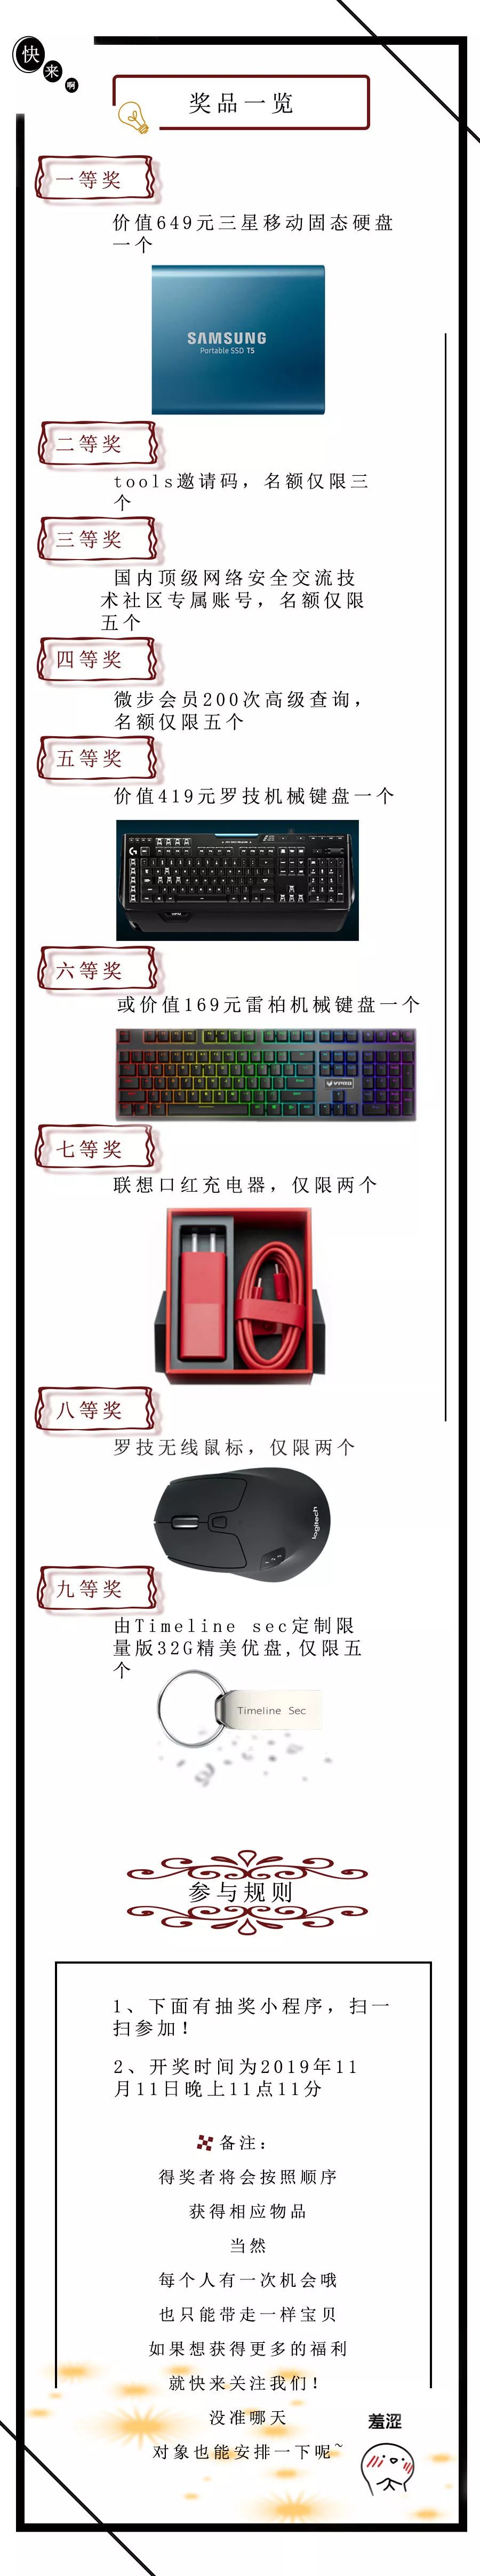 快
来
啊
奖品一览
一等奖
价值649元三星移动固态硬盘
一个
SAMSUNG
Portable SSD T5
二等奖
tools邀请码，名额仅限三
个
三等奖
国内顶级网络安全交流技
术社区专属账号，名额仅限
五个
四等奖
微步会员200次高级查询，
名额仅限五个
五等奖
价值419元罗技机械键盘一个
六等奖
或价值169元雷柏机械键盘一个
VPRO
七等奖
联想口红充电器，仅限两个
八等奖
罗技无线鼠标，仅限两个
logitech
九等奖
由Timeline sec定制限
量版32G精美优盘,仅限五
个
Timeline Sec
参与规则
1、下面有抽奖小程序，扫一
扫参加！
2、开奖时间为2019年11
月11日晚上11点11分
备注：
得奖者将会按照顺序
获得相应物品
当然
每个人有一次机会哦
也只能带走一样宝贝
如果想获得更多的福利
就快来关注我们！
没准哪天
羞涩
对象也能安排一下呢~